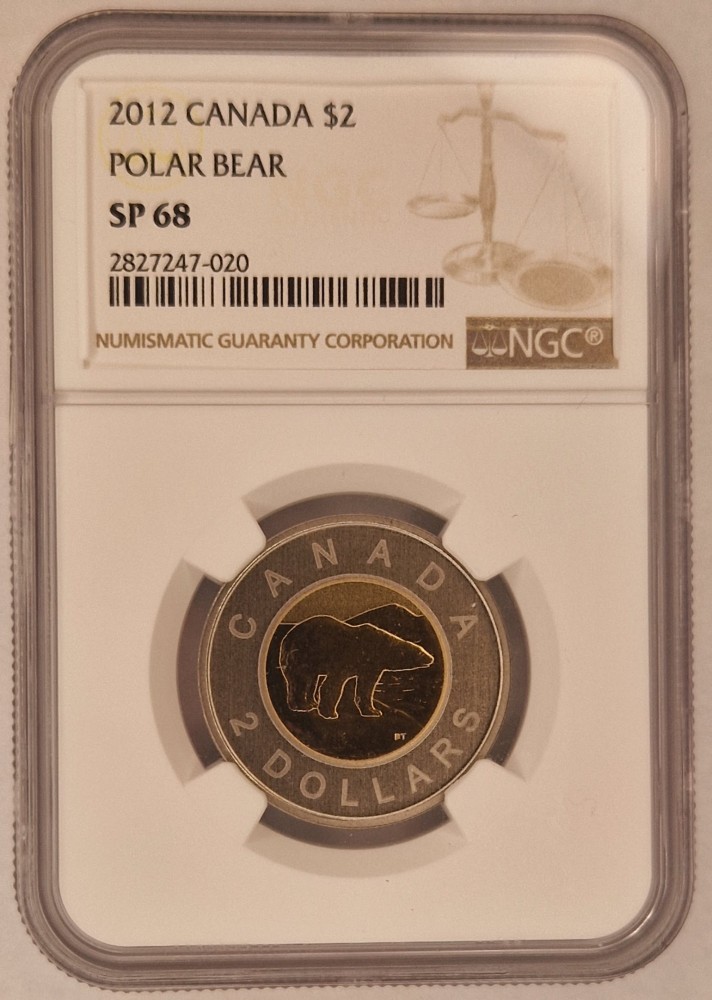 2012 CANADA $2
POLAR BEAR
SP 68
2827247-020
NUMISMATIC GUARANTY CORPORATION
NGC®
CANADA
BT
2 DOLLARS